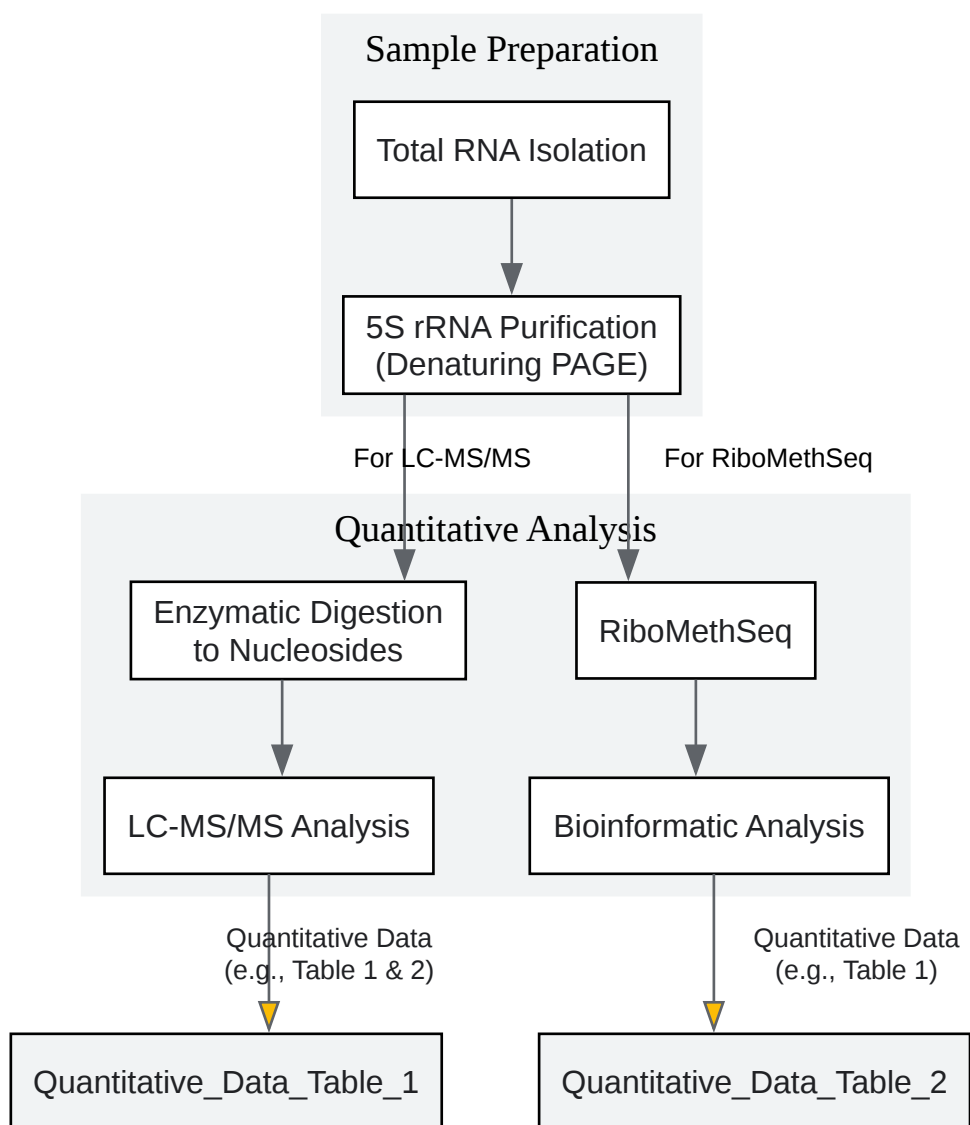 Sample Preparation
Total RNA Isolation
5S rRNA Purification
(Denaturing PAGE)
For LC-MS/MS
For RiboMethSeq
Quantitative Analysis
Enzymatic Digestion
to Nucleosides
RiboMethSeq
LC-MS/MS Analysis
Bioinformatic Analysis
Quantitative Data
(e.g., Table 1 & 2)
Quantitative Data
(e.g., Table 1)
Quantitative_Data_Table_1
Quantitative_Data_Table_2